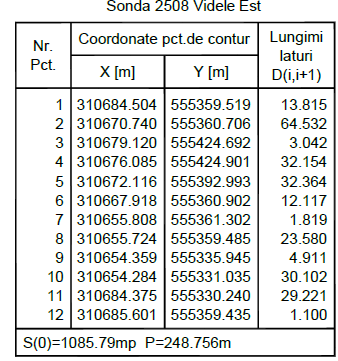 Sonda 2508 Videle Est
Nr. Pct. Coordonate pct.de contur Lungimi laturi D(i,i+1)
X [m] Y [m]
1 310684.504 555359.519 13.815
2 310670.740 555360.706 64.532
3 310679.120 555424.692 3.042
4 310676.085 555424.901 32.154
5 310672.116 555392.993 32.364
6 310667.918 555360.902 12.117
7 310655.808 555361.302 1.819
8 310655.724 555359.485 23.580
9 310654.359 555335.945 4.911
10 310654.284 555331.035 30.102
11 310684.375 555330.240 29.221
12 310685.601 555359.435 1.100
S(0)=1085.79mp P=248.756m